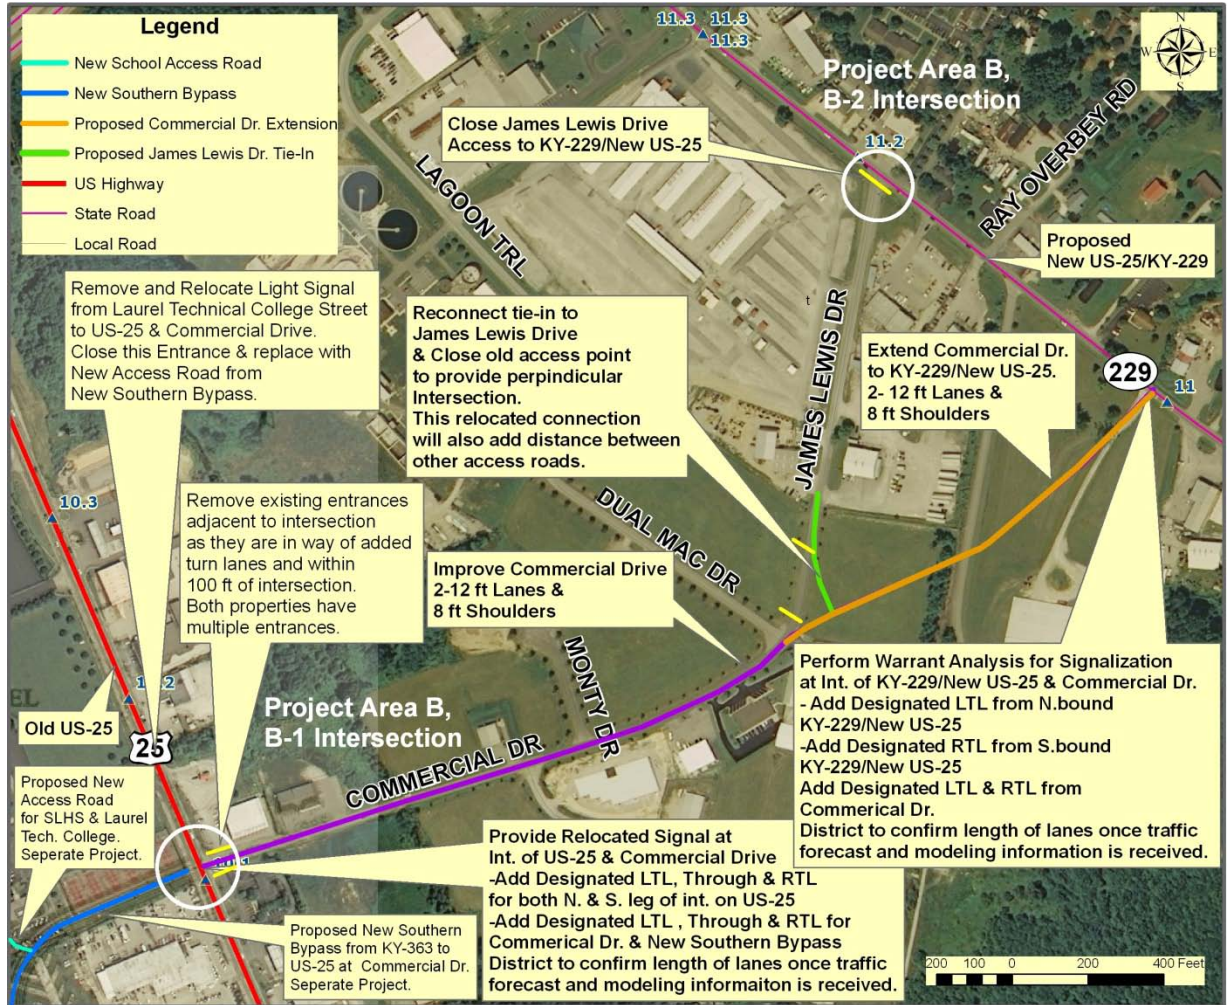 Legend
New School Access Road
New Southern Bypass
Proposed Commercial Dr. Extension
Proposed James Lewis Dr. Tie-In
US Highway
State Road
Local Road
11.3
11.3
11.3
Project Area B,
B-2 Intersection
N
W
E
S
Close James Lewis Drive
Access to KY-229/New US-25
11.2
RAY OVERBEY RD
LAGOON TRL
Proposed
New US-25/KY-229
Remove and Relocate Light Signal
from Laurel Technical College Street
to US-25 & Commercial Drive.
Close this Entrance & replace with
New Access Road from
New Southern Bypass.
Reconnect tie-in to
James Lewis Drive
& Close old access point
to provide perpindicular
Intersection.
This relocated connection
will also add distance between
other access roads.
t
JAMES LEWIS DR
Extend Commercial Dr.
to KY-229/New US-25.
2- 12 ft Lanes &
8 ft Shoulders
229
11
10.3
Remove existing entrances
adjacent to intersection
as they are in way of added
turn lanes and within
100 ft of intersection.
Both properties have
multiple entrances.
DUAL MAC DR
Improve Commercial Drive
2-12 ft Lanes &
8 ft Shoulders
MONTY DR
Perform Warrant Analysis for Signalization
at Int. of KY-229/New US-25 & Commercial Dr.
- Add Designated LTL from N.bound
KY-229/New US-25
-Add Designated RTL from S.bound
KY-229/New US-25
Add Designated LTL & RTL from
Commerical Dr.
District to confirm length of lanes once traffic
forecast and modeling information is received.
Old US-25
25
Project Area B,
B-1 Intersection
COMMERCIAL DR
Proposed New
Access Road
for SLHS & Laurel
Tech. College.
Seperate Project.
Provide Relocated Signal at
Int. of US-25 & Commercial Drive
-Add Designated LTL, Through & RTL
for both N. & S. leg of int. on US-25
-Add Designated LTL , Through & RTL for
Commerical Dr. & New Southern Bypass
District to confirm length of lanes once traffic
forecast and modeling informaiton is received.
Proposed New Southern
Bypass from KY-363 to
US-25 at Commercial Dr.
Seperate Project.
200 100 0 200 400 Feet